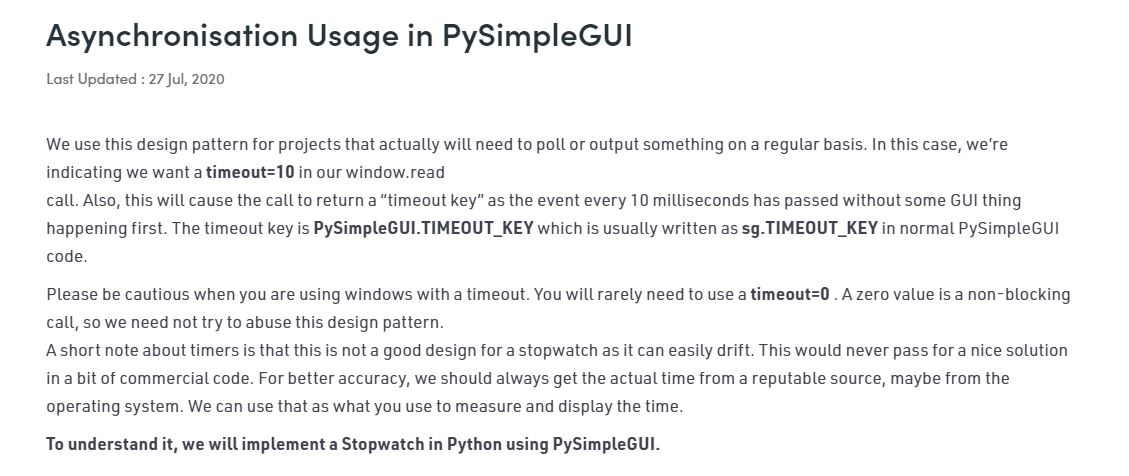 Asynchronisation Usage in PySimpleGUI
Last Updated : 27 Jul, 2020
We use this design pattern for projects that actually will need to poll or output something on a regular basis. In this case, we’re
indicating we want a timeout=10 in our window.read
call. Also, this will cause the call to return a “timeout key” as the event every 10 milliseconds has passed without some GUI thing
happening first. The timeout key is PySimpleGUI.TIMEOUT_KEY which is usually written as sg.TIMEOUT_KEY in normal PySimpleGUI
code.
Please be cautious when you are using windows with a timeout. You will rarely need to use a timeout=0 . A zero value is a non-blocking
call, so we need not try to abuse this design pattern.
A short note about timers is that this is not a good design for a stopwatch as it can easily drift. This would never pass for a nice solution
in a bit of commercial code. For better accuracy, we should always get the actual time from a reputable source, maybe from the
operating system. We can use that as what you use to measure and display the time.
To understand it, we will implement a Stopwatch in Python using PySimpleGUI.